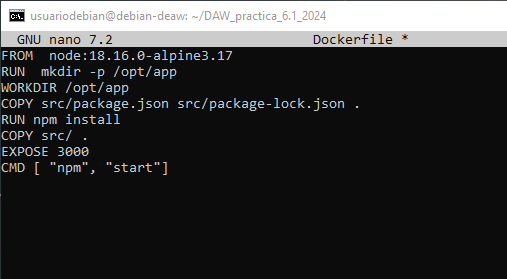 usuariodebian@debian-deaw: ~/DAW_practica_6.1_2024
GNU nano 7.2 Dockerfile *
FROM  node:18.16.0-alpine3.17
RUN  mkdir -p /opt/app
WORKDIR /opt/app
COPY src/package.json src/package-lock.json .
RUN npm install
COPY src/ .
EXPOSE 3000
CMD [ "npm", "start"]